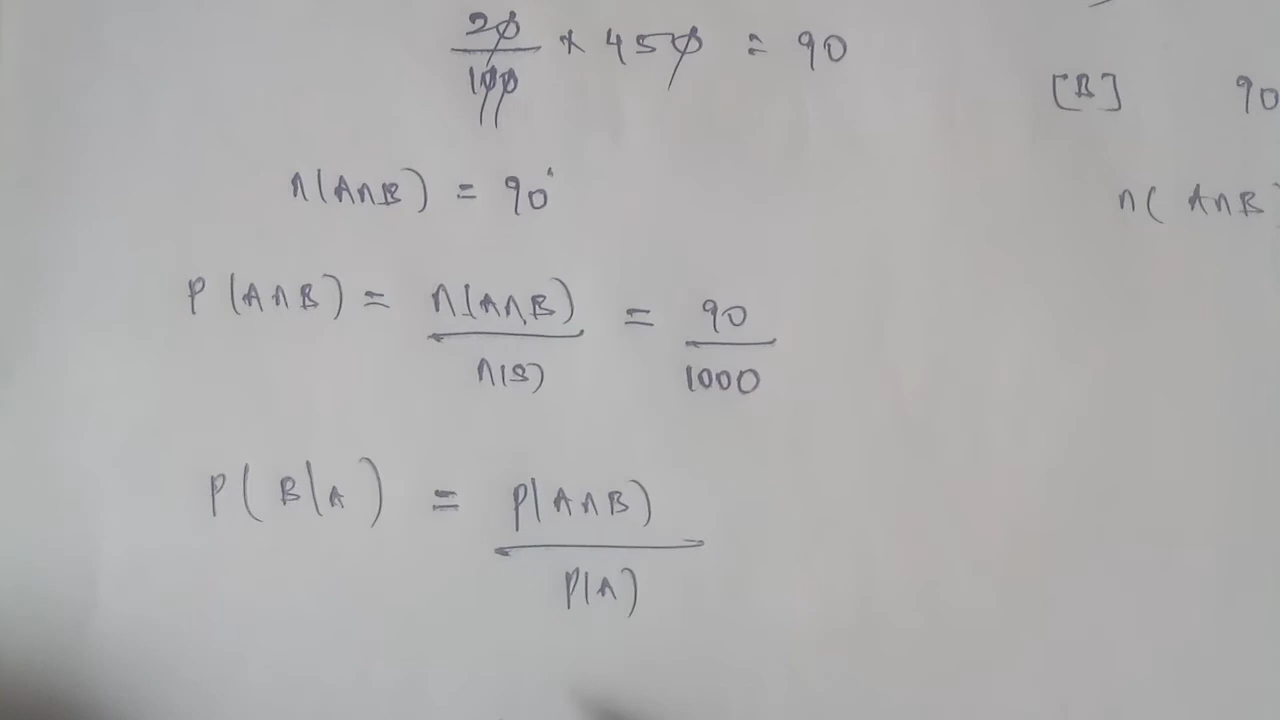 20/100 × 450 = 90
[B] 90
n(A∩B) = 90
n( A∩B
P(A∩B) = n(A∩B)/n(S) = 90/1000
P(B|A) = P(A∩B)/P(A)